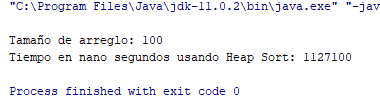 "C:\Program Files\Java\jdk-11.0.2\bin\java.exe" "-jav
Tamaño de arreglo: 100
Tiempo en nano segundos usando Heap Sort: 1127100
Process finished with exit code 0